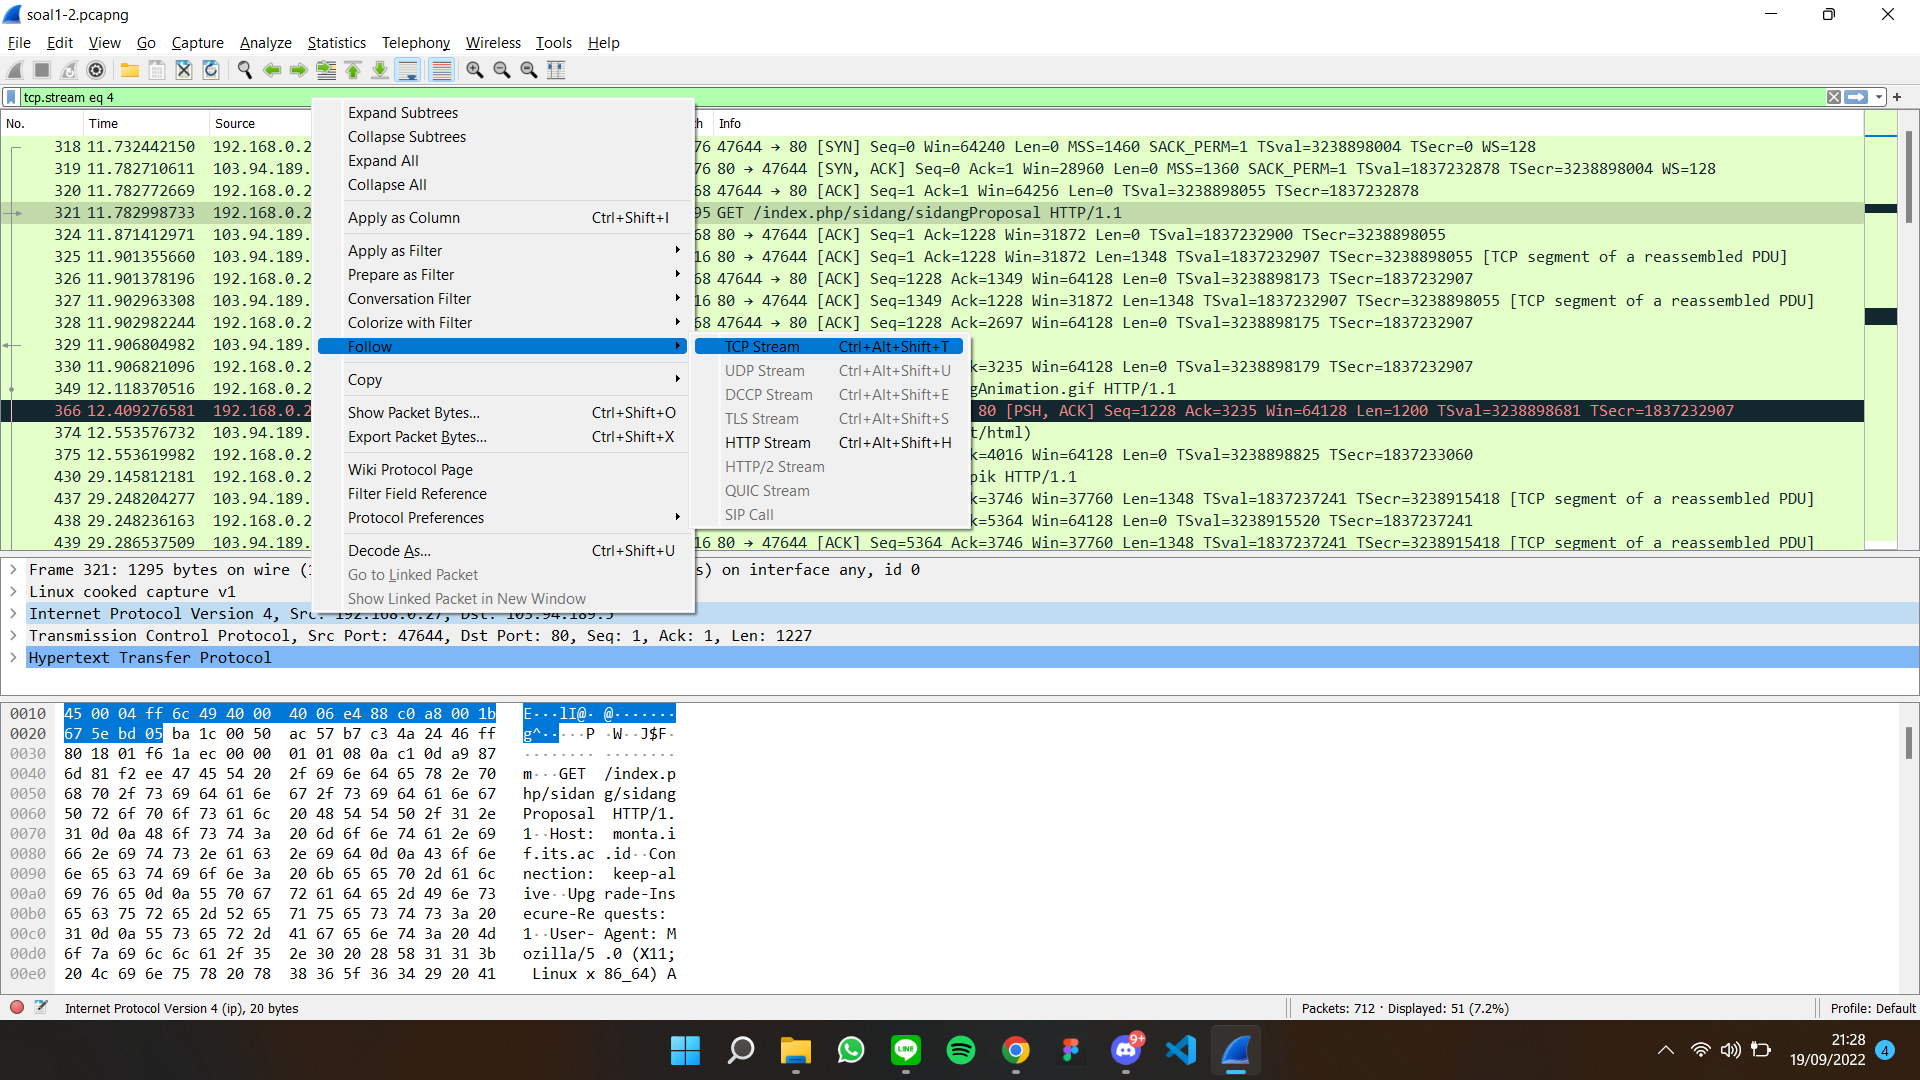 soal1-2.pcapng
File Edit View Go Capture Analyze Statistics Telephony Wireless Tools Help
tcp.stream eq 4
No. Time Source h Info
318 11.732442150 192.168.0.2 76 47644 → 80 [SYN] Seq=0 Win=64240 Len=0 MSS=1460 SACK_PERM=1 TSval=3238898004 TSecr=0 WS=128
319 11.782710611 103.94.189. 76 80 → 47644 [SYN, ACK] Seq=0 Ack=1 Win=28960 Len=0 MSS=1360 SACK_PERM=1 TSval=1837232878 TSecr=3238898004 WS=128
320 11.782772669 192.168.0.2 68 47644 → 80 [ACK] Seq=1 Ack=1 Win=64256 Len=0 TSval=3238898055 TSecr=1837232878
321 11.782998733 192.168.0.2 95 GET /index.php/sidang/sidangProposal HTTP/1.1
324 11.871412971 103.94.189. 68 80 → 47644 [ACK] Seq=1 Ack=1228 Win=31872 Len=0 TSval=1837232900 TSecr=3238898055
325 11.901355660 103.94.189. 16 80 → 47644 [ACK] Seq=1 Ack=1228 Win=31872 Len=1348 TSval=1837232907 TSecr=3238898055 [TCP segment of a reassembled PDU]
326 11.901378196 192.168.0.2 68 47644 → 80 [ACK] Seq=1228 Ack=1349 Win=64128 Len=0 TSval=3238898173 TSecr=1837232907
327 11.902963308 103.94.189. 16 80 → 47644 [ACK] Seq=1349 Ack=1228 Win=31872 Len=1348 TSval=1837232907 TSecr=3238898055 [TCP segment of a reassembled PDU]
328 11.902982244 192.168.0.2 68 47644 → 80 [ACK] Seq=1228 Ack=2697 Win=64128 Len=0 TSval=3238898175 TSecr=1837232907
329 11.906804982 103.94.189.
330 11.906821096 192.168.0.2 k=3235 Win=64128 Len=0 TSval=3238898179 TSecr=1837232907
349 12.118370516 192.168.0.2 gAnimation.gif HTTP/1.1
366 12.409276581 192.168.0.2 80 [PSH, ACK] Seq=1228 Ack=3235 Win=64128 Len=1200 TSval=3238898681 TSecr=1837232907
374 12.553576732 103.94.189. t/html)
375 12.553619982 192.168.0.2 k=4016 Win=64128 Len=0 TSval=3238898825 TSecr=1837233060
430 29.145812181 192.168.0.2 pik HTTP/1.1
437 29.248204277 103.94.189. k=3746 Win=37760 Len=1348 TSval=1837237241 TSecr=3238915418 [TCP segment of a reassembled PDU]
438 29.248236163 192.168.0.2 k=5364 Win=64128 Len=0 TSval=3238915520 TSecr=1837237241
439 29.286537509 103.94.189. 16 80 → 47644 [ACK] Seq=5364 Ack=3746 Win=37760 Len=1348 TSval=1837237241 TSecr=3238915418 [TCP segment of a reassembled PDU]
Expand Subtrees
Collapse Subtrees
Expand All
Collapse All
Apply as Column Ctrl+Shift+I
Apply as Filter
Prepare as Filter
Conversation Filter
Colorize with Filter
Follow
Copy
Show Packet Bytes... Ctrl+Shift+O
Export Packet Bytes... Ctrl+Shift+X
Wiki Protocol Page
Filter Field Reference
Protocol Preferences
Decode As... Ctrl+Shift+U
Go to Linked Packet
Show Linked Packet in New Window
TCP Stream Ctrl+Alt+Shift+T
UDP Stream Ctrl+Alt+Shift+U
DCCP Stream Ctrl+Alt+Shift+E
TLS Stream Ctrl+Alt+Shift+S
HTTP Stream Ctrl+Alt+Shift+H
HTTP/2 Stream
QUIC Stream
SIP Call
Frame 321: 1295 bytes on wire (1 s) on interface any, id 0
Linux cooked capture v1
Internet Protocol Version 4, Src: 192.168.0.27, Dst: 103.94.189.5
Transmission Control Protocol, Src Port: 47644, Dst Port: 80, Seq: 1, Ack: 1, Len: 1227
Hypertext Transfer Protocol
0010 45 00 04 ff 6c 49 40 00 40 06 e4 88 c0 a8 00 1b E···lI@· @·······
0020 67 5e bd 05 ba 1c 00 50 ac 57 b7 c3 4a 24 46 ff g^·····P ·W··J$F·
0030 80 18 01 f6 1a ec 00 00 01 01 08 0a c1 0d a9 87 ········ ········
0040 6d 81 f2 ee 47 45 54 20 2f 69 6e 64 65 78 2e 70 m···GET /index.p
0050 68 70 2f 73 69 64 61 6e 67 2f 73 69 64 61 6e 67 hp/sidan g/sidang
0060 50 72 6f 70 6f 73 61 6c 20 48 54 54 50 2f 31 2e Proposal HTTP/1.
0070 31 0d 0a 48 6f 73 74 3a 20 6d 6f 6e 74 61 2e 69 1··Host: monta.i
0080 66 2e 69 74 73 2e 61 63 2e 69 64 0d 0a 43 6f 6e f.its.ac .id··Con
0090 6e 65 63 74 69 6f 6e 3a 20 6b 65 65 70 2d 61 6c nection: keep-al
00a0 69 76 65 0d 0a 55 70 67 72 61 64 65 2d 49 6e 73 ive··Upg rade-Ins
00b0 65 63 75 72 65 2d 52 65 71 75 65 73 74 73 3a 20 ecure-Re quests:
00c0 31 0d 0a 55 73 65 72 2d 41 67 65 6e 74 3a 20 4d 1··User- Agent: M
00d0 6f 7a 69 6c 6c 61 2f 35 2e 30 20 28 58 31 31 3b ozilla/5 .0 (X11;
00e0 20 4c 69 6e 75 78 20 78 38 36 5f 36 34 29 20 41 Linux x 86_64) A
Internet Protocol Version 4 (ip), 20 bytes
Packets: 712 · Displayed: 51 (7.2%)
Profile: Default
LINE
9+
21:28
19/09/2022
4